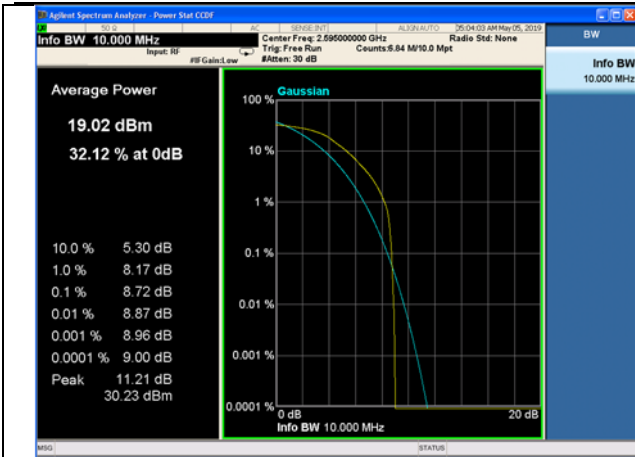 Agilent Spectrum Analyzer - Power Stat CCDF
50 Ω AC SENSE:INT ALIGN AUTO 05:04:03 AM May 05, 2019
Info BW 10.000 MHz
Input: RF
#IFGain:Low
Center Freq: 2.595000000 GHz
Trig: Free Run Counts:6.84 M/10.0 Mpt
#Atten: 30 dB
Radio Std: None
BW
Info BW
10.000 MHz
Average Power
19.02 dBm
32.12 % at 0dB
10.0 % 5.30 dB
1.0 % 8.17 dB
0.1 % 8.72 dB
0.01 % 8.87 dB
0.001 % 8.96 dB
0.0001 % 9.00 dB
Peak 11.21 dB
30.23 dBm
Gaussian
100 %
10 %
1 %
0.1 %
0.01 %
0.001 %
0.0001 %
0 dB 20 dB
Info BW 10.000 MHz
MSG STATUS